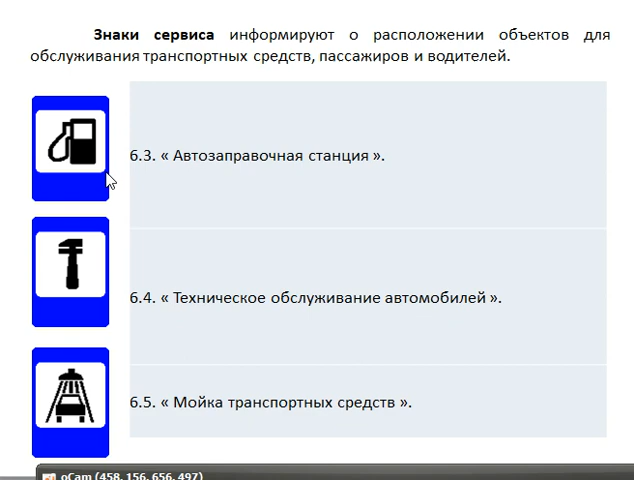 Знаки сервиса информируют о расположении объектов для
обслуживания транспортных средств, пассажиров и водителей.
6.3. « Автозаправочная станция ».
6.4. « Техническое обслуживание автомобилей ».
6.5. « Мойка транспортных средств ».
oCam (458, 156, 656, 497)